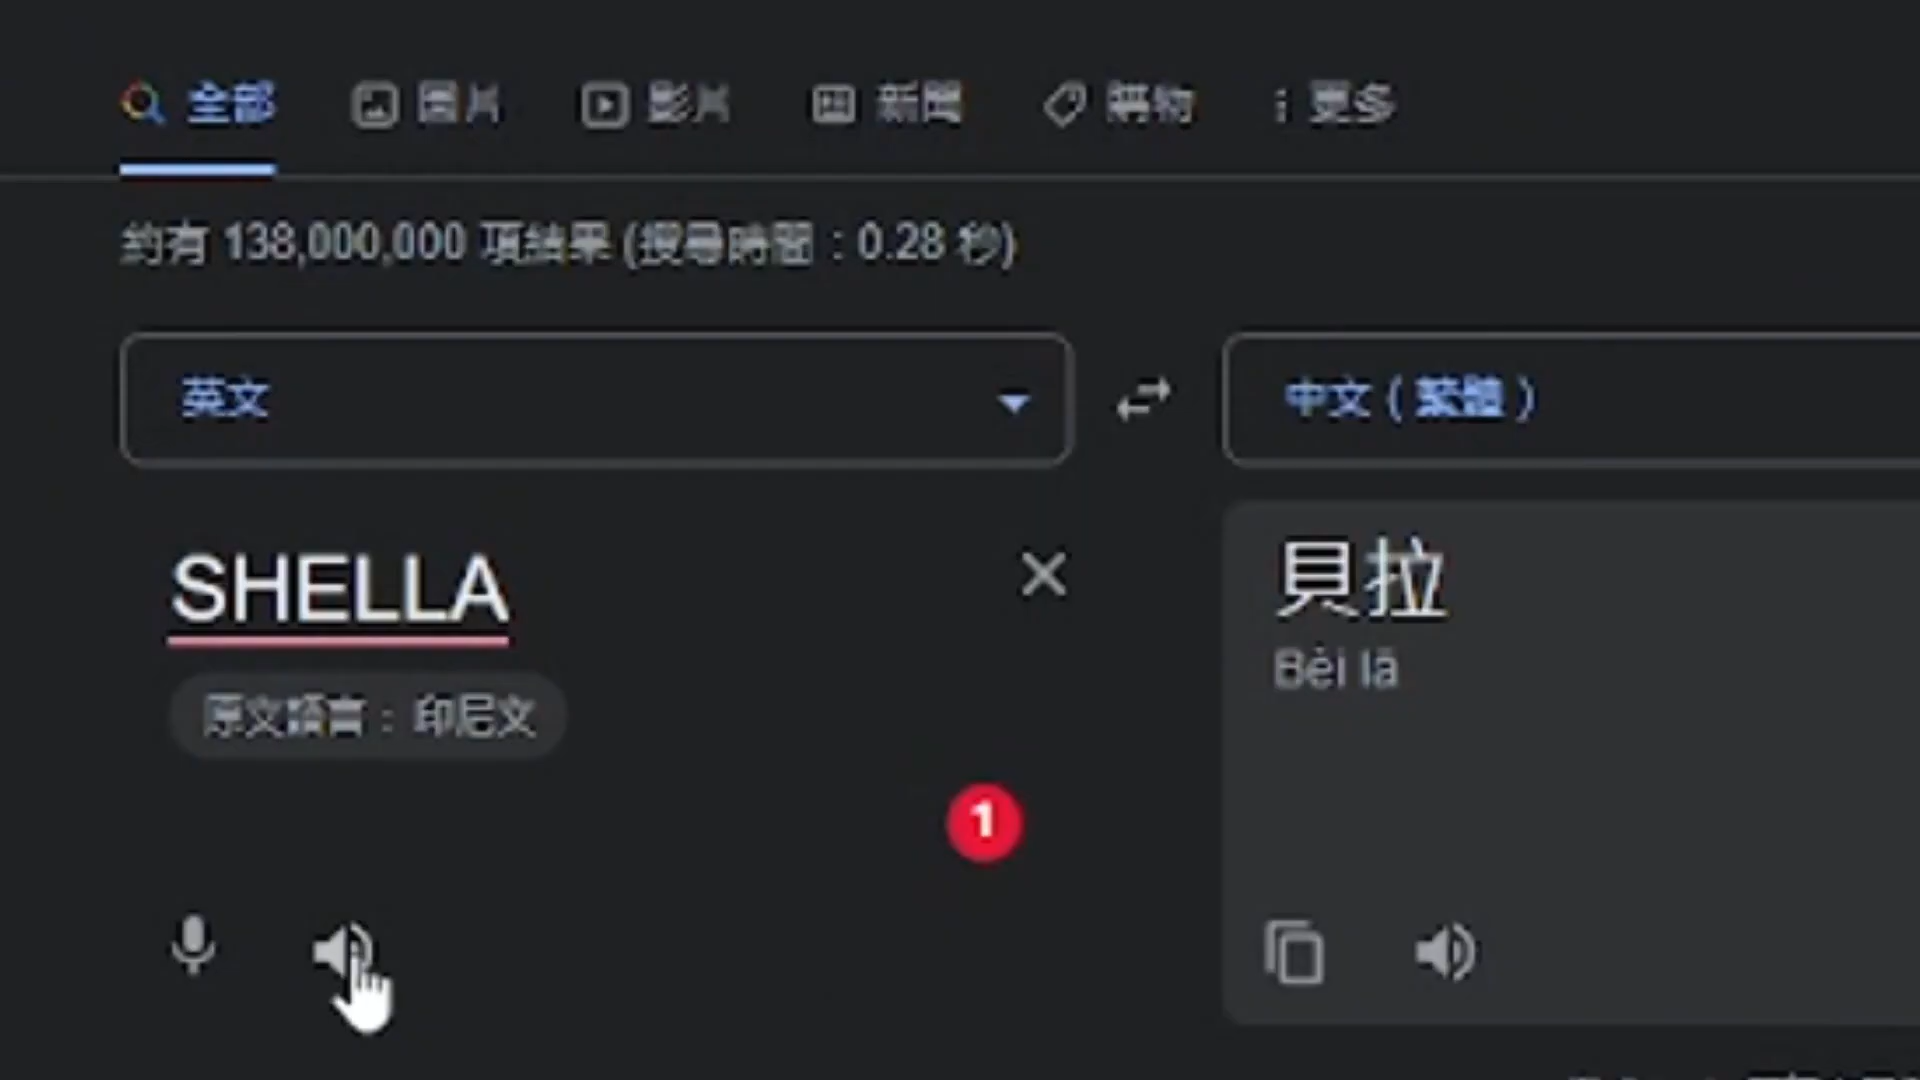 全部 圖片 影片 新聞 購物 更多
約有 138,000,000 項結果 (搜尋時間：0.28 秒)
英文
中文（繁體）
SHELLA
貝拉
Bèi lā
原文語言： 印尼文
1